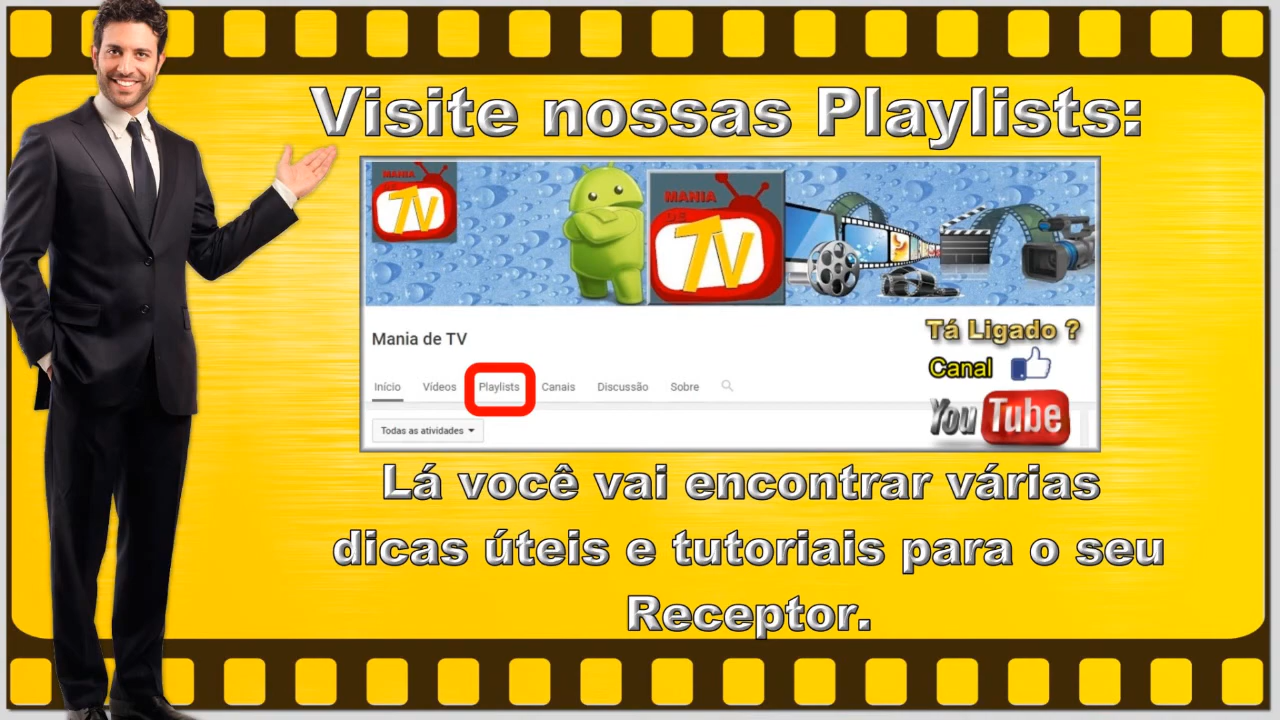 Visite nossas Playlists:
MANIA
DE
TV
MANIA
DE
TV
Mania de TV
Tá Ligado ?
Canal
Início Vídeos Playlists Canais Discussão Sobre
Todas as atividades
YouTube
Lá você vai encontrar várias
dicas úteis e tutoriais para o seu
Receptor.